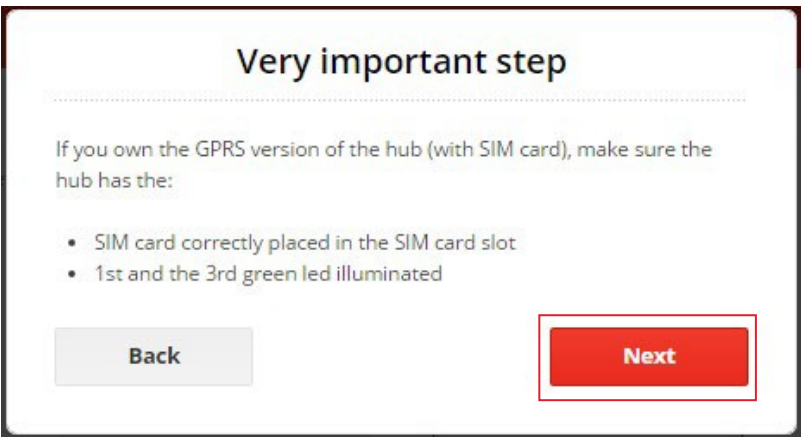 Very important step
If you own the GPRS version of the hub (with SIM card), make sure the
hub has the:
• SIM card correctly placed in the SIM card slot
• 1st and the 3rd green led illuminated
Back
Next